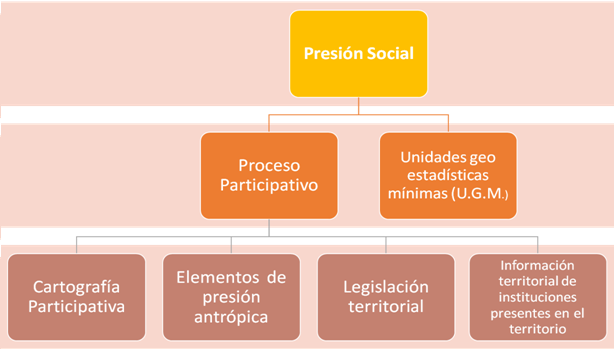 Presión Social
Proceso
Participativo
Unidades geo
estadísticas
mínimas (U.G.M.)
Cartografía
Participativa
Elementos de
presión
antrópica
Legislación
territorial
Información
territorial de
instituciones
presentes en el
territorio